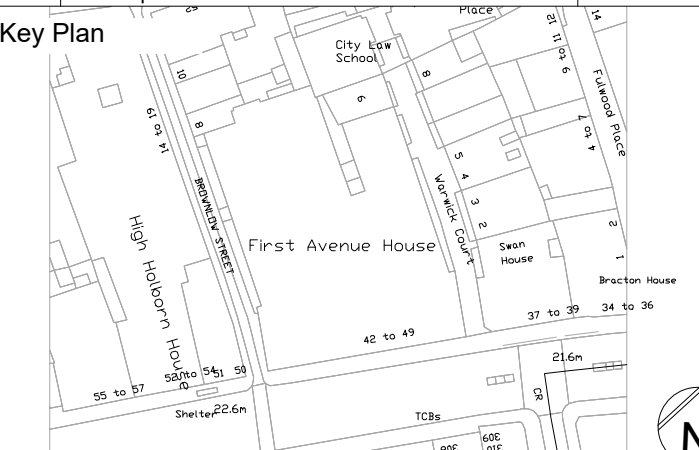 Key Plan
Place
City Law
School
14
12
9 to 11
10
14 to 19
8
9
8
Fulwood Place
4 to 7
5
4
3
2
Warwick Court
BROWNLOW STREET
High Holborn House
First Avenue House
Swan
House
2
1
Bracton House
37 to 39
34 to 36
42 to 49
21.6m
54
51
50
55 to 57
Shelter
22.6m
TCBs
CR
309
310
308
N